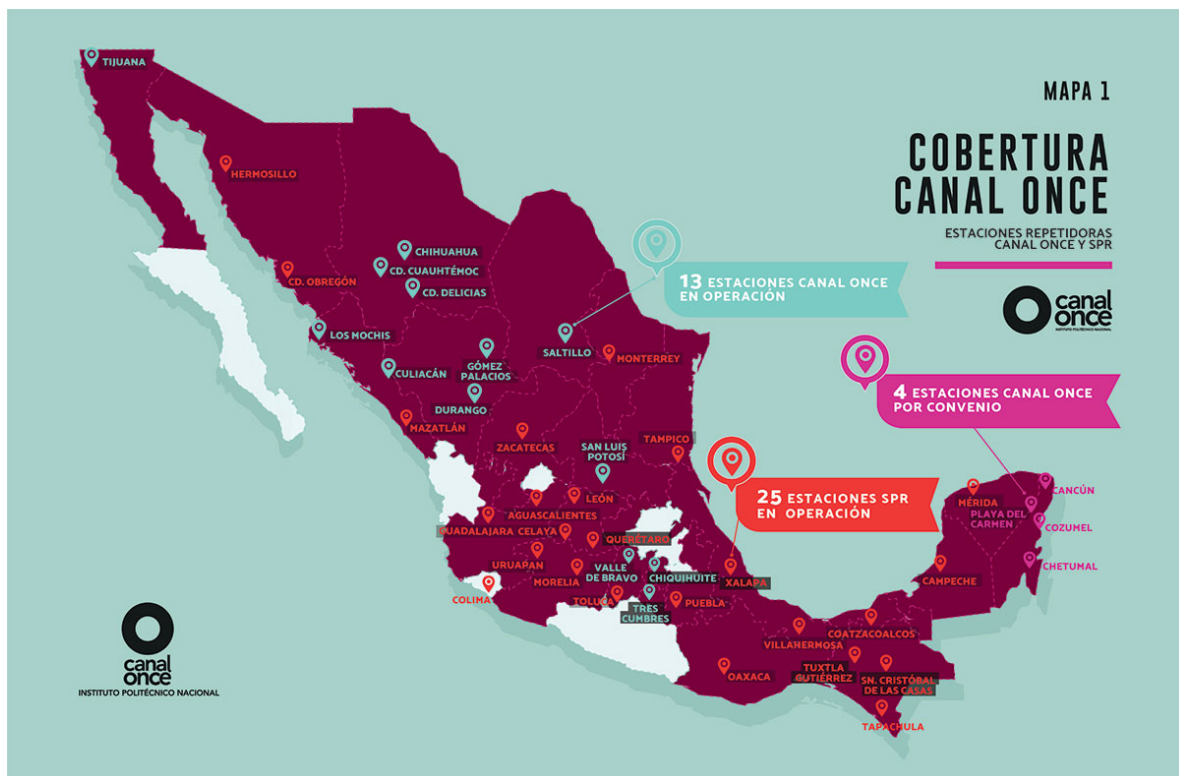 MAPA 1
COBERTURA
CANAL ONCE
ESTACIONES REPETIDORAS
CANAL ONCE Y SPR
canal
once
INSTITUTO POLITÉCNICO NACIONAL
13 ESTACIONES CANAL ONCE
EN OPERACIÓN
4 ESTACIONES CANAL ONCE
POR CONVENIO
25 ESTACIONES SPR
EN OPERACIÓN
TIJUANA
HERMOSILLO
CHIHUAHUA
CD. CUAUHTÉMOC
CD. OBREGÓN
CD. DELICIAS
LOS MOCHIS
SALTILLO
MONTERREY
CULIACÁN
GÓMEZ
PALACIOS
DURANGO
MAZATLÁN
ZACATECAS
SAN LUIS
POTOSÍ
TAMPICO
LEÓN
AGUASCALIENTES
GUADALAJARA
CELAYA
QUERÉTARO
URUAPAN
MORELIA
VALLE
DE BRAVO
CHIQUIHUITE
XALAPA
COLIMA
TOLUCA
TRES
CUMBRES
PUEBLA
MÉRIDA
CANCÚN
PLAYA DEL
CARMEN
COZUMEL
CHETUMAL
CAMPECHE
COATZACOALCOS
VILLAHERMOSA
OAXACA
TUXTLA
GUTIÉRREZ
SN. CRISTÓBAL
DE LAS CASAS
TAPACHULA
canal
once
INSTITUTO POLITÉCNICO NACIONAL